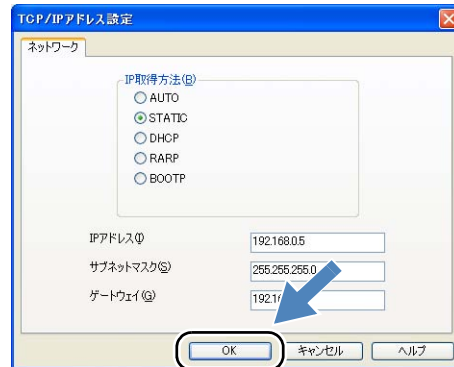 TCP/IPアドレス設定
ネットワーク
IP取得方法(B)
AUTO
STATIC
DHCP
RARP
BOOTP
IPアドレス(I) 192.168.0.5
サブネットマスク(S) 255.255.255.0
ゲートウェイ(G)
OK キャンセル ヘルプ